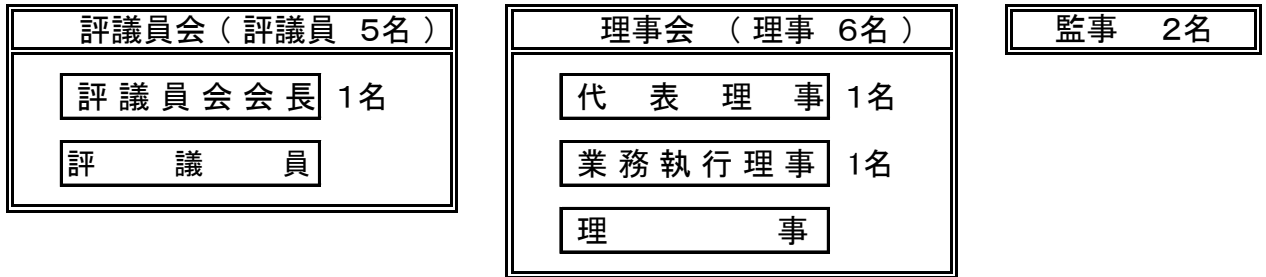 評議員会（評議員　５名）
評議員会会長　１名
評議員
理事会　（理事　６名）
代表理事　１名
業務執行理事　１名
理事
監事　２名